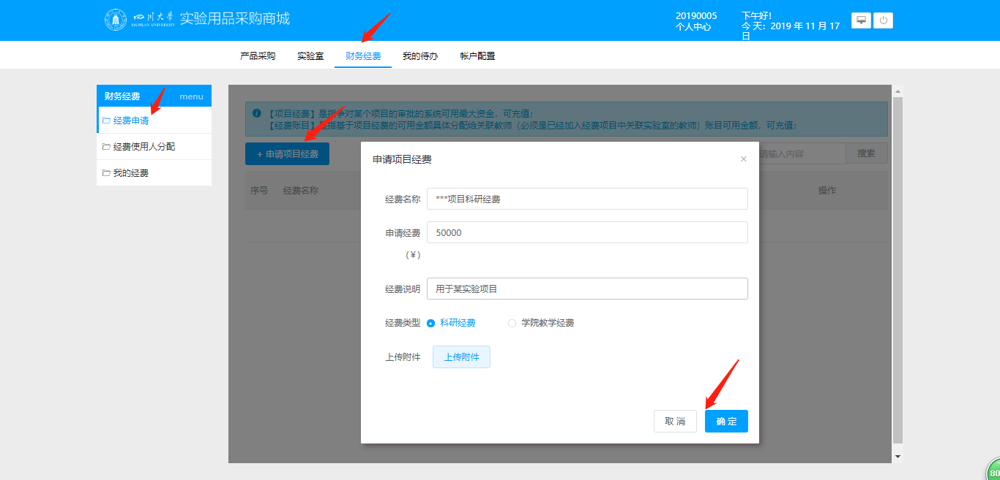 四川大学
SICHUAN UNIVERSITY
实验用品采购商城
20190005
个人中心
下午好!
今 天: 2019 年 11 月 17
日
产品采购 实验室 财务经费 我的待办 帐户配置
财务经费 menu
经费申请
经费使用人分配
我的经费
【项目经费】是指争对某个项目的审批的系统可用最大资金，可充值;
【经费账目】是指基于项目经费的可用金额具体分配给关联教师（必须是已经加入经费项目中关联实验室的教师）账目可用金额，可充值;
+ 申请项目经费
请输入内容 搜索
序号 经费名称 操作
申请项目经费 ×
经费名称 ***项目科研经费
申请经费 50000
(￥)
经费说明 用于某实验项目
经费类型 科研经费 学院教学经费
上传附件 上传附件
取 消 确 定
80